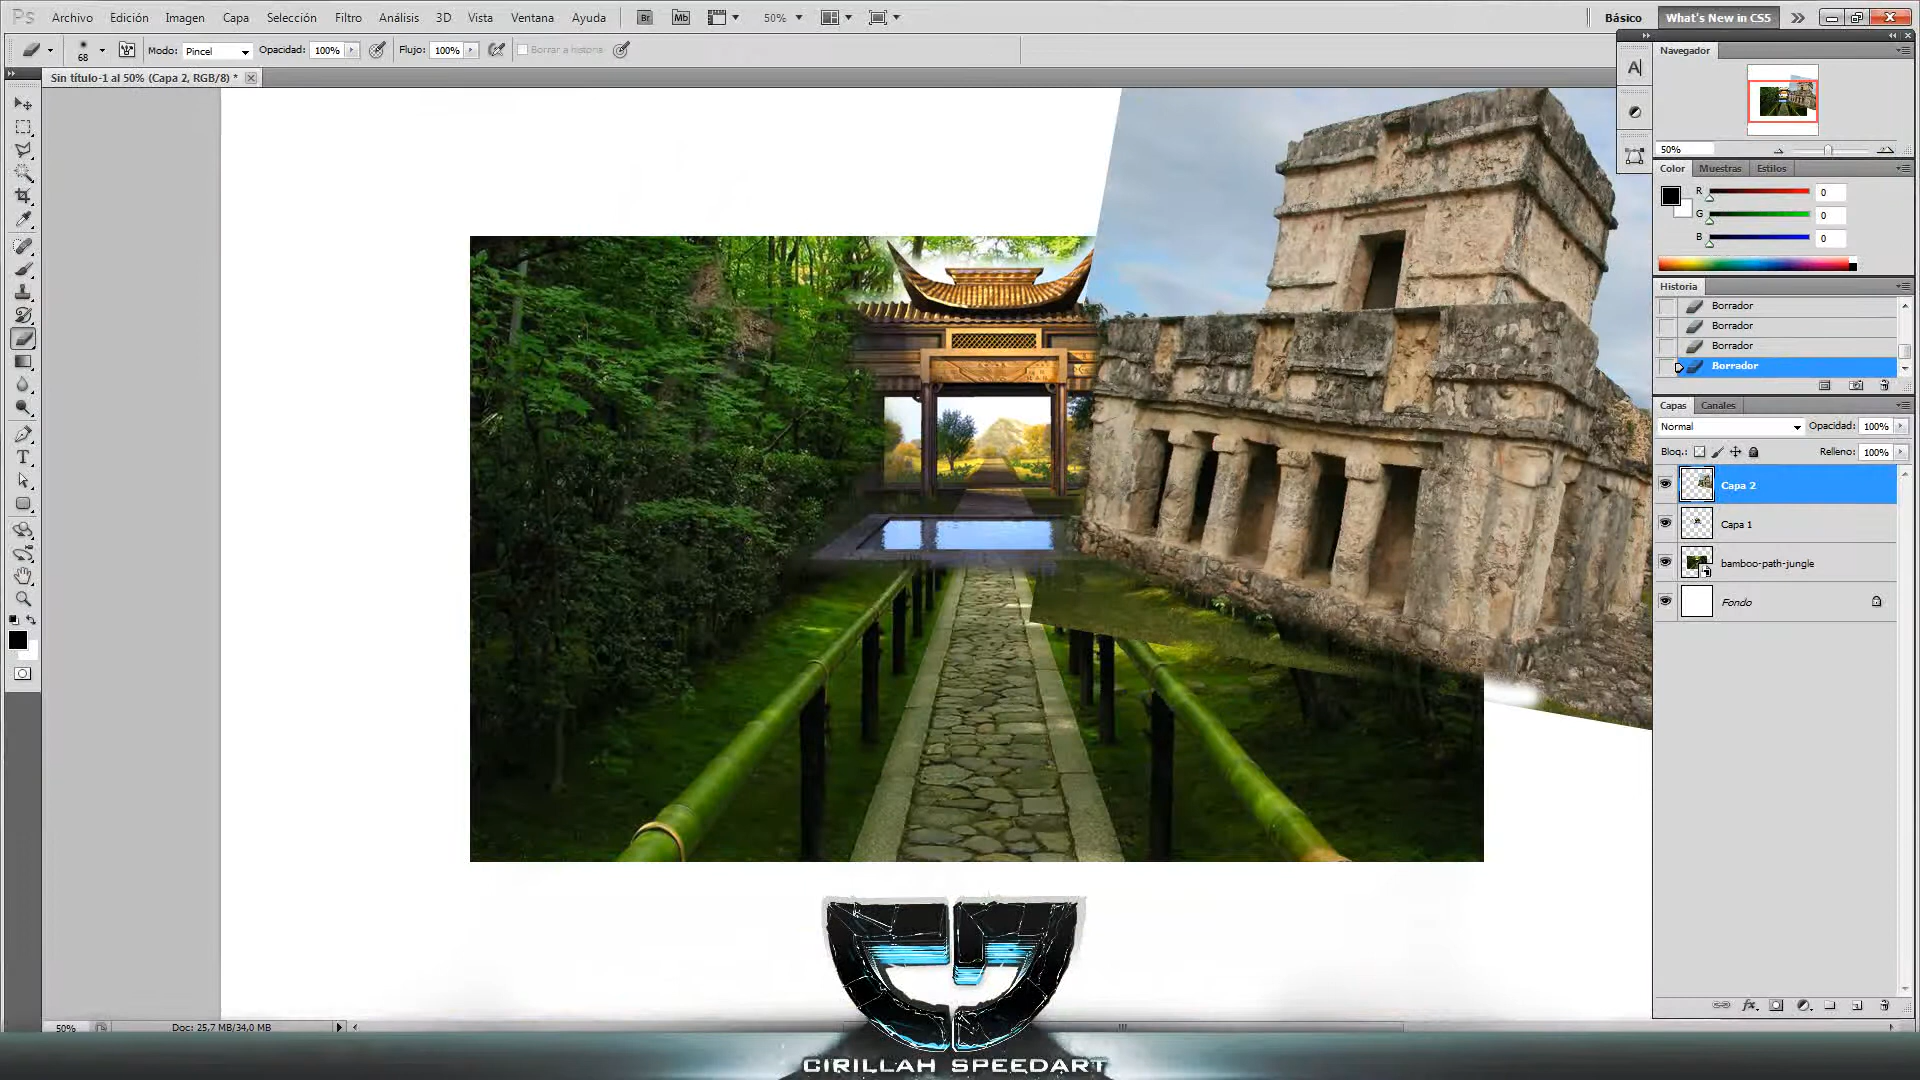 Ps Archivo Edición Imagen Capa Selección Filtro Análisis 3D Vista Ventana Ayuda Br Mb 50% Básico What's New in CS5
68 Modo: Pincel Opacidad: 100% Flujo: 100% Borrar a historia
Sin título-1 al 50% (Capa 2, RGB/8) *
Navegador
50%
Color Muestras Estilos
R 0
G 0
B 0
Historia
Borrador
Borrador
Borrador
Borrador
Capas Canales
Normal Opacidad: 100%
Bloq.: Relleno: 100%
Capa 2
Capa 1
bamboo-path-jungle
Fondo
50% Doc: 25,7 MB/34,0 MB
CIRILLAH SPEEDART